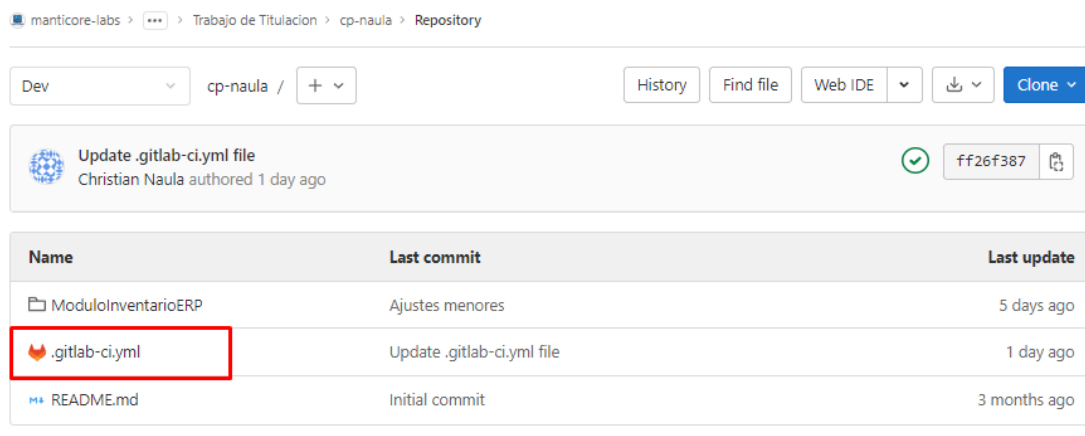 manticore-labs > ... > Trabajo de Titulacion > cp-naula > Repository
Dev cp-naula / + History Find file Web IDE Clone
Update .gitlab-ci.yml file
Christian Naula authored 1 day ago
ff26f387
Name Last commit Last update
ModuloInventarioERP Ajustes menores 5 days ago
.gitlab-ci.yml Update .gitlab-ci.yml file 1 day ago
M↓ README.md Initial commit 3 months ago